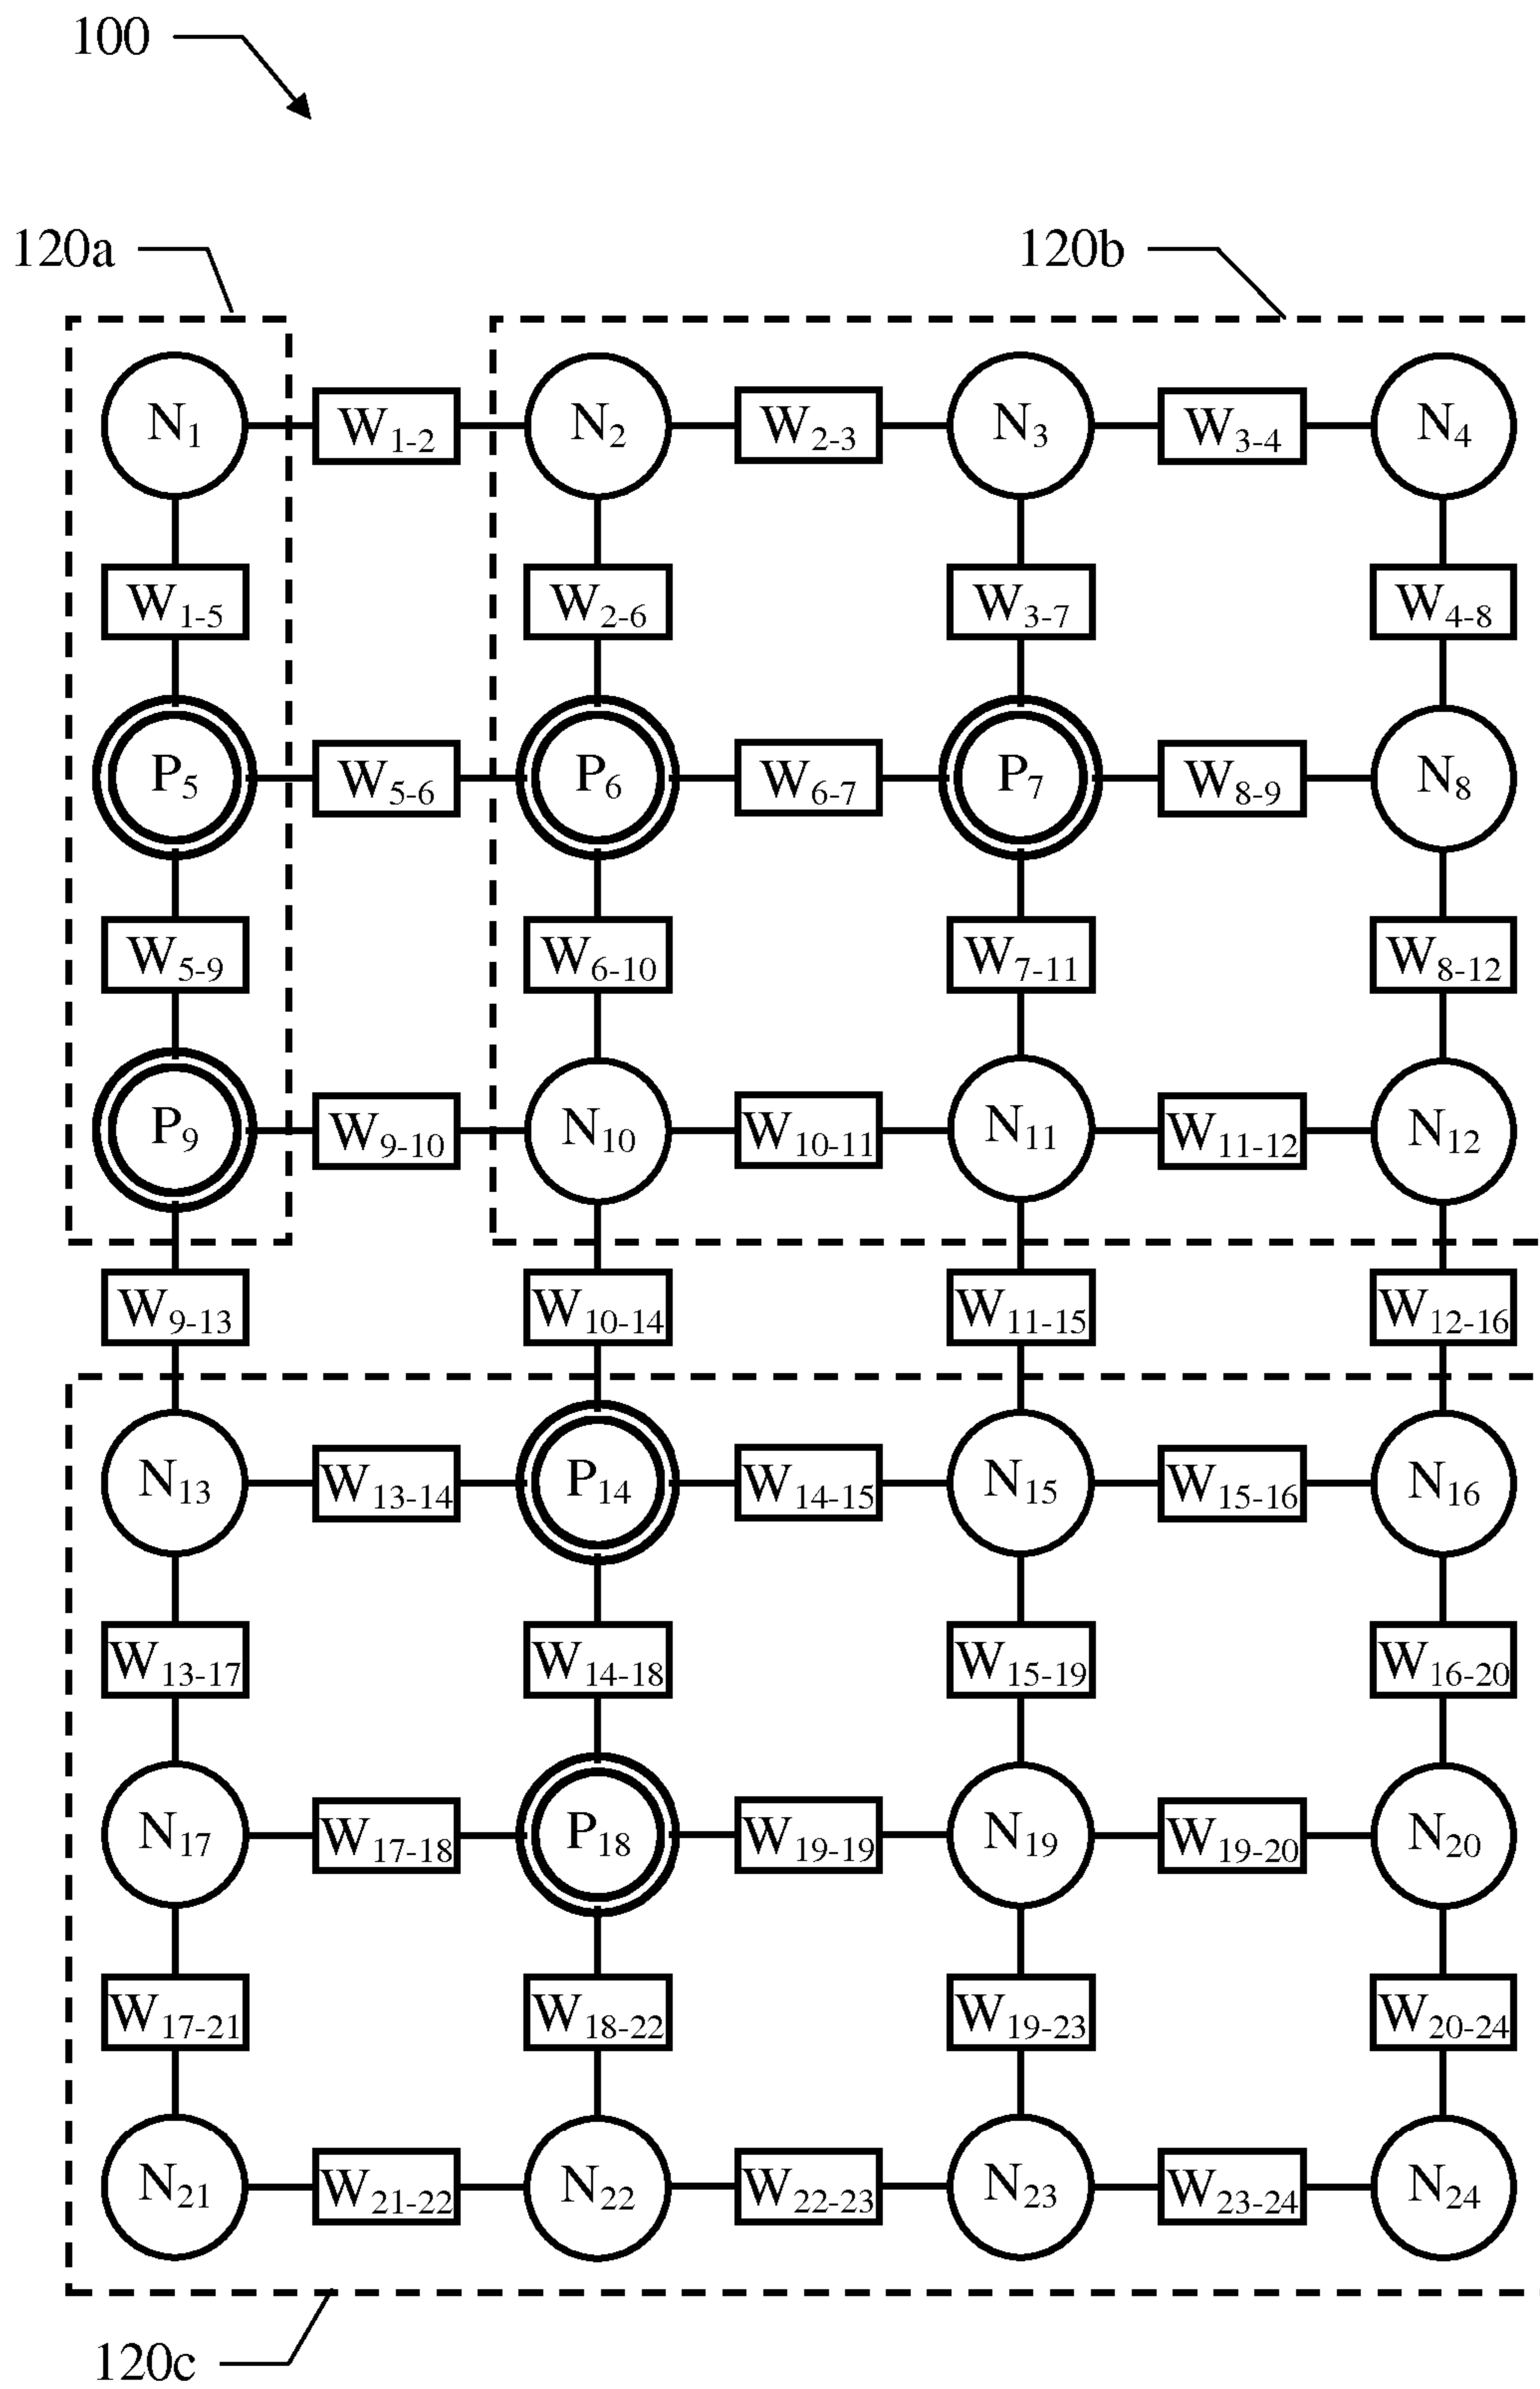 100
120a 120b
N1 W1-2 N2 W2-3 N3 W3-4 N4
W1-5 W2-6 W3-7 W4-8
P5 W5-6 P6 W6-7 P7 W8-9 N8
W5-9 W6-10 W7-11 W8-12
P9 W9-10 N10 W10-11 N11 W11-12 N12
W9-13 W10-14 W11-15 W12-16
N13 W13-14 P14 W14-15 N15 W15-16 N16
W13-17 W14-18 W15-19 W16-20
N17 W17-18 P18 W19-19 N19 W19-20 N20
W17-21 W18-22 W19-23 W20-24
N21 W21-22 N22 W22-23 N23 W23-24 N24
120c